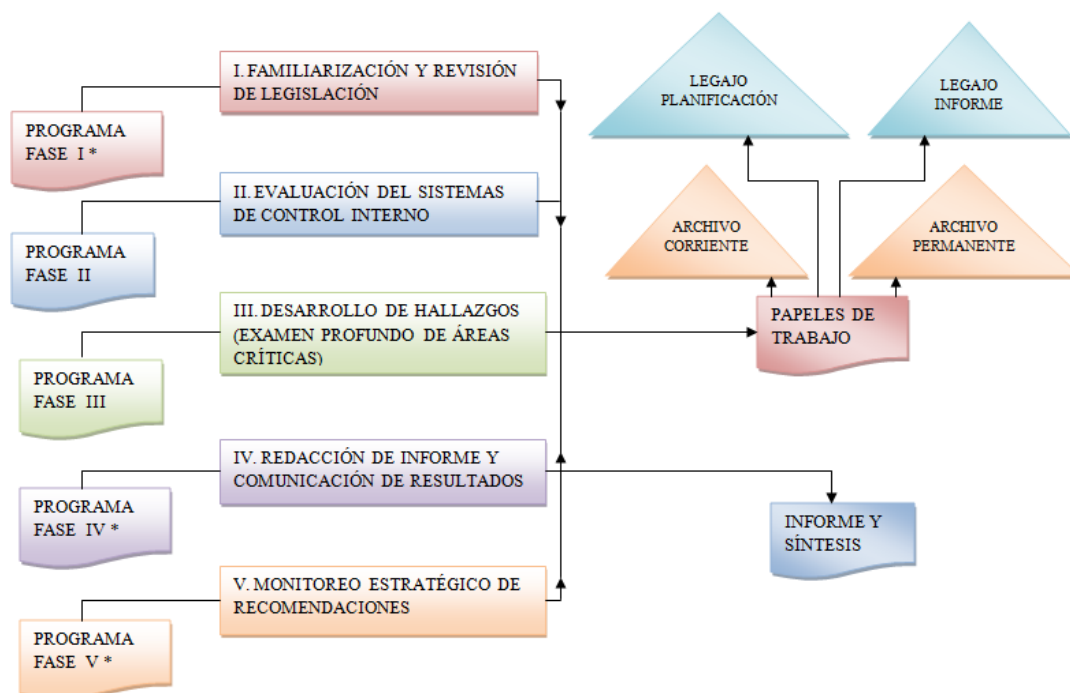 I. FAMILIARIZACIÓN Y REVISIÓN
DE LEGISLACIÓN
PROGRAMA
FASE I *
II. EVALUACIÓN DEL SISTEMAS
DE CONTROL INTERNO
PROGRAMA
FASE II
III. DESARROLLO DE HALLAZGOS
(EXAMEN PROFUNDO DE ÁREAS
CRÍTICAS)
PROGRAMA
FASE III
IV. REDACCIÓN DE INFORME Y
COMUNICACIÓN DE RESULTADOS
PROGRAMA
FASE IV *
V. MONITOREO ESTRATÉGICO DE
RECOMENDACIONES
PROGRAMA
FASE V *
LEGAJO
PLANIFICACIÓN
LEGAJO
INFORME
ARCHIVO
CORRIENTE
ARCHIVO
PERMANENTE
PAPELES DE
TRABAJO
INFORME Y
SÍNTESIS